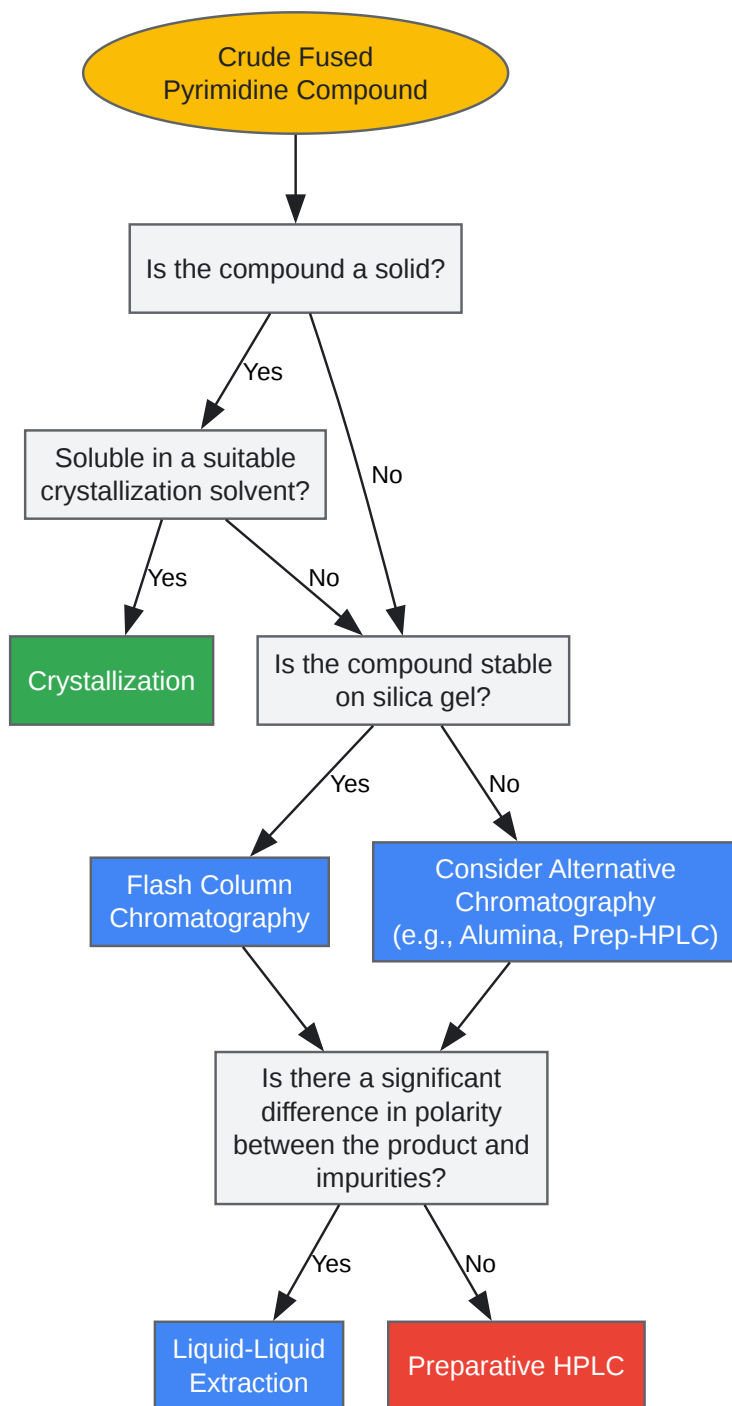 Crude Fused
Pyrimidine Compound
Is the compound a solid?
Yes
Soluble in a suitable
crystallization solvent?
No
Yes
No
Crystallization
Is the compound stable
on silica gel?
Yes
No
Flash Column
Chromatography
Consider Alternative
Chromatography
(e.g., Alumina, Prep-HPLC)
Is there a significant
difference in polarity
between the product and
impurities?
Yes
No
Liquid-Liquid
Extraction
Preparative HPLC